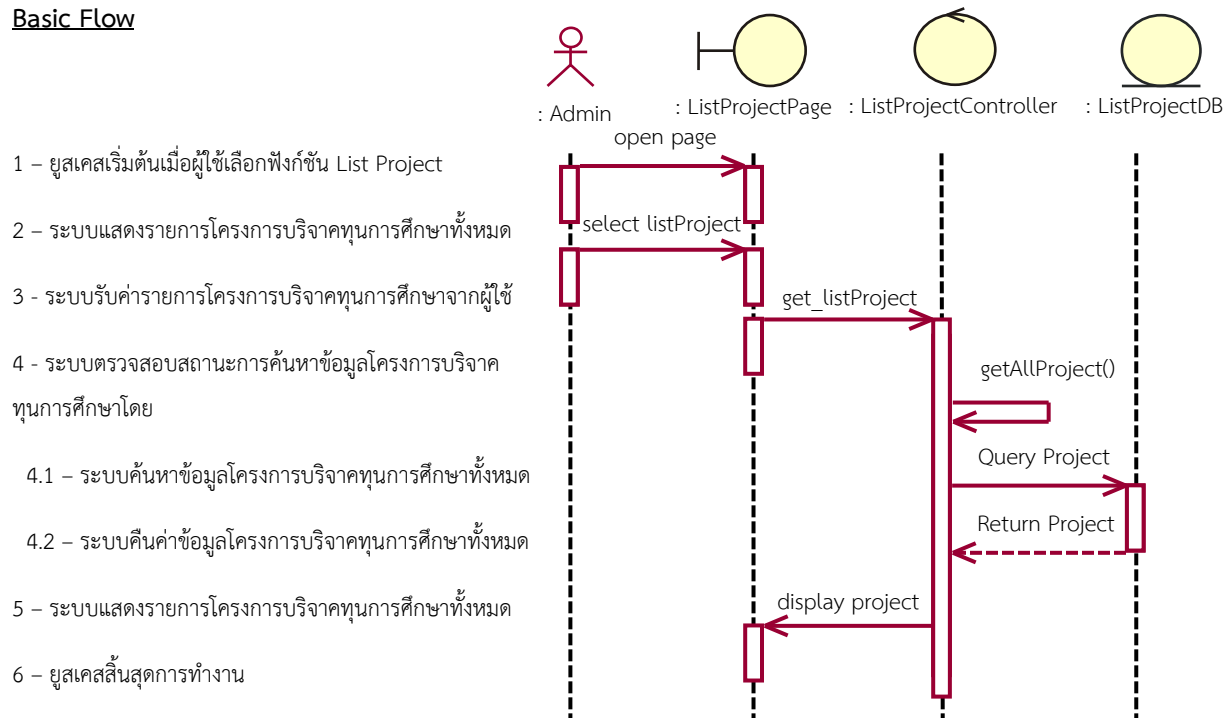 Basic Flow
: Admin
: ListProjectPage
: ListProjectController
: ListProjectDB
open page
1 – ยูสเคสเริ่มต้นเมื่อผู้ใช้เลือกฟังก์ชัน List Project
2 – ระบบแสดงรายการโครงการบริจาคทุนการศึกษาทั้งหมด
select listProject
3 - ระบบรับค่ารายการโครงการบริจาคทุนการศึกษาจากผู้ใช้
get_listProject
4 - ระบบตรวจสอบสถานะการค้นหาข้อมูลโครงการบริจาค
ทุนการศึกษาโดย
getAllProject()
4.1 – ระบบค้นหาข้อมูลโครงการบริจาคทุนการศึกษาทั้งหมด
Query Project
4.2 – ระบบคืนค่าข้อมูลโครงการบริจาคทุนการศึกษาทั้งหมด
Return Project
5 – ระบบแสดงรายการโครงการบริจาคทุนการศึกษาทั้งหมด
display project
6 – ยูสเคสสิ้นสุดการทำงาน